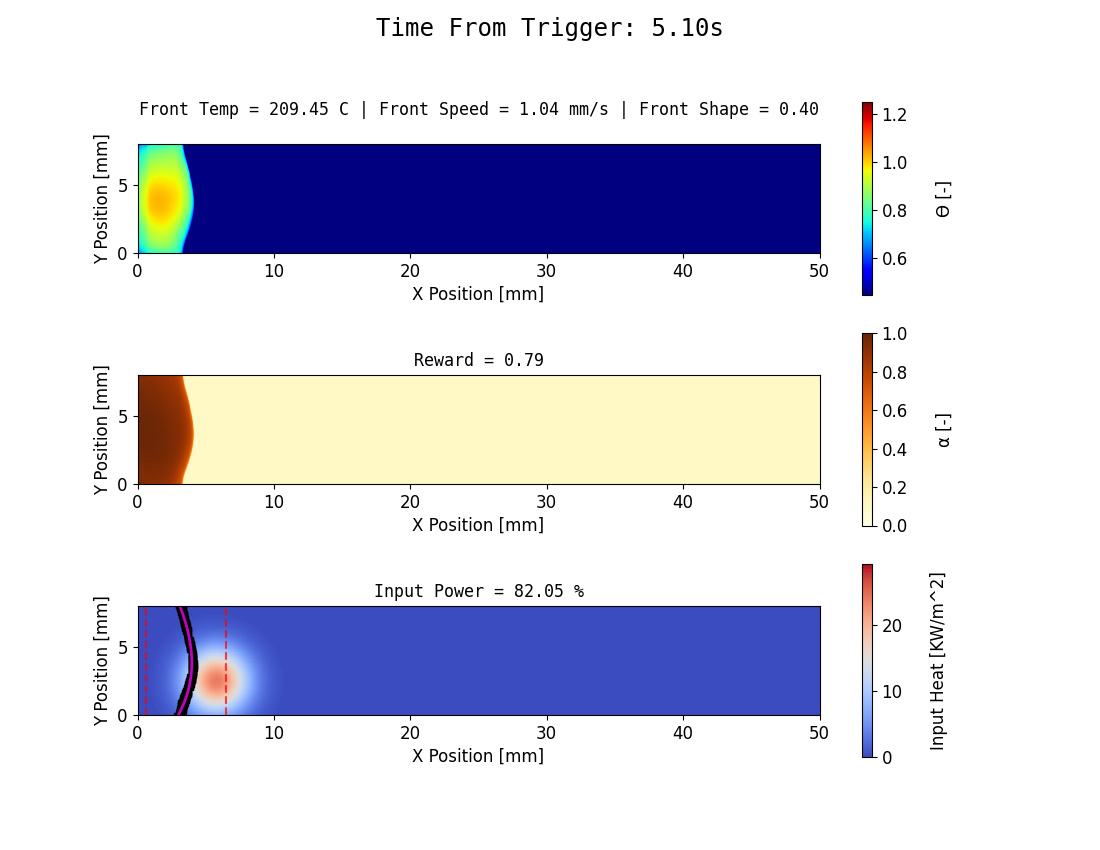 Time From Trigger: 5.10s
Front Temp = 209.45 C | Front Speed = 1.04 mm/s | Front Shape = 0.40
Y Position [mm]
5
0
0 10 20 30 40 50
X Position [mm]
1.2
1.0
0.8
0.6
Θ [-]
Reward = 0.79
Y Position [mm]
5
0
0 10 20 30 40 50
X Position [mm]
1.0
0.8
0.6
0.4
0.2
0.0
α [-]
Input Power = 82.05 %
Y Position [mm]
5
0
0 10 20 30 40 50
X Position [mm]
20
10
0
Input Heat [KW/m^2]